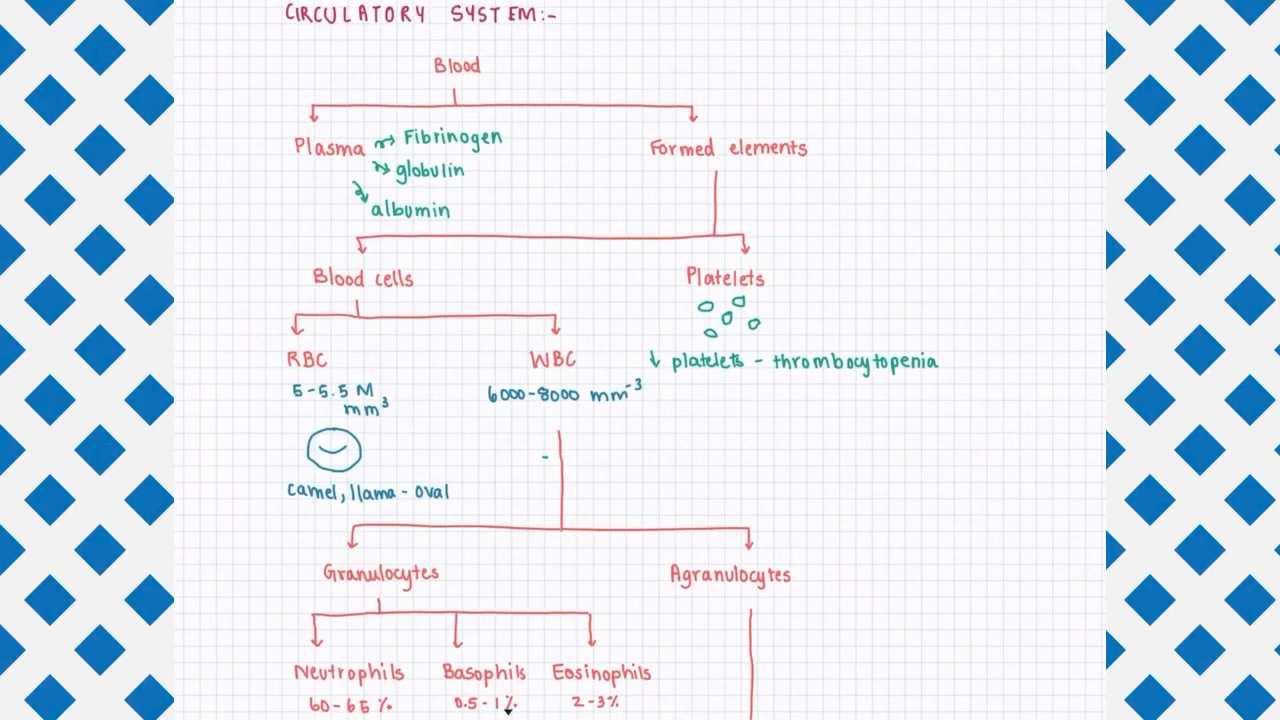 CIRCULATORY SYSTEM:-
Blood
Plasma
Fibrinogen
globulin
albumin
Formed elements
Blood cells
Platelets
RBC
5-5.5 M
mm³
WBC
6000-8000 mm⁻³
↓ platelets - thrombocytopenia
camel, llama - oval
Granulocytes
Agranulocytes
Neutrophils
60-65%
Basophils
0.5-1%
Eosinophils
2-3%